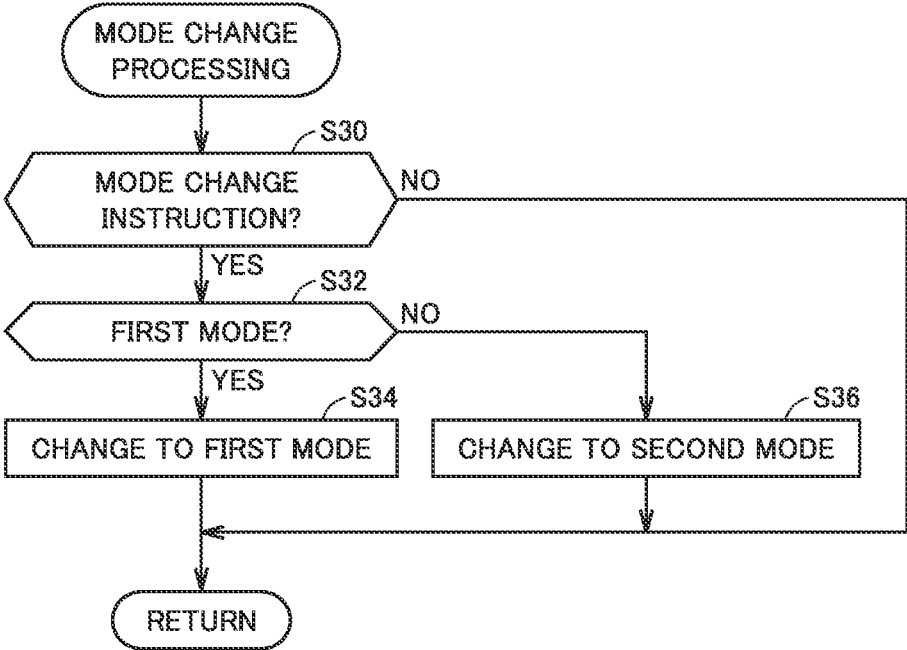 MODE CHANGE
PROCESSING
S30
MODE CHANGE
INSTRUCTION?
NO
YES
S32
FIRST MODE?
NO
YES
S34
CHANGE TO FIRST MODE
S36
CHANGE TO SECOND MODE
RETURN